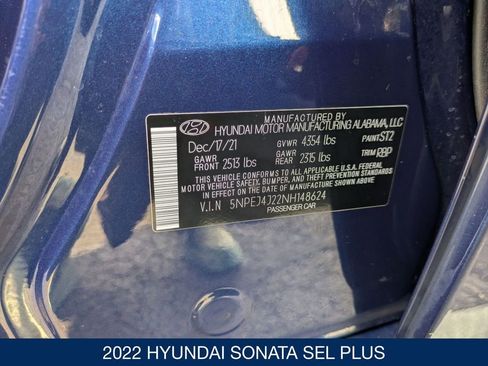 MANUFACTURED BY
HYUNDAI MOTOR MANUFACTURING ALABAMA, LLC
Dec/17/21 GVWR 4354 lbs PAINT ST2
GAWR FRONT 2513 lbs GAWR REAR 2315 lbs TRIM RBP
THIS VEHICLE CONFORMS TO ALL APPLICABLE U.S.A. FEDERAL
MOTOR VEHICLE SAFETY, BUMPER, AND THEFT PREVENTION STANDARDS
IN EFFECT ON THE DATE OF MANUFACTURE SHOWN ABOVE.
V.I.N 5NPEJ4J22NH148624
PASSENGER CAR
2022 HYUNDAI SONATA SEL PLUS